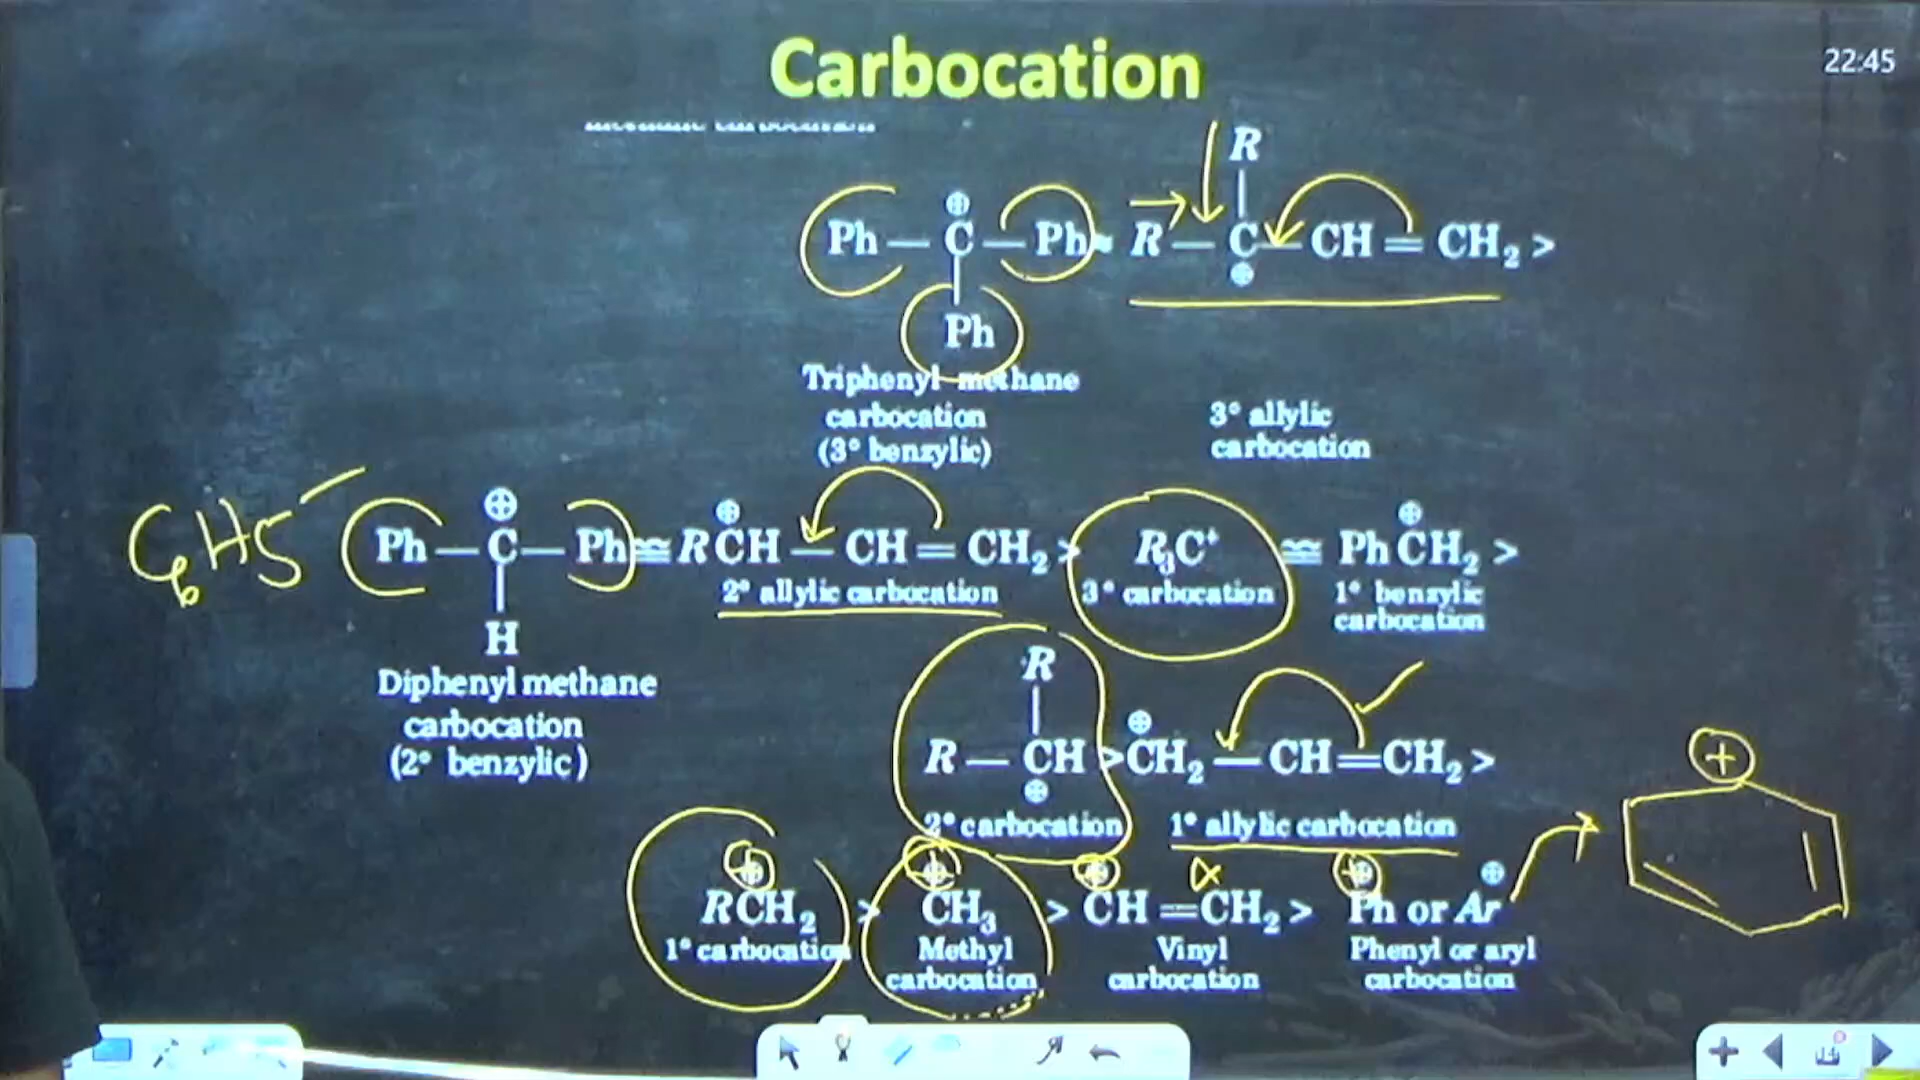 Carbocation
22:45
R
⊕
Ph — C — Ph ≈ R — C — CH = CH₂ >
⊕
Ph
Triphenyl methane
carbocation
(3° benzylic)
3° allylic
carbocation
C₆H5
⊕ ⊕ ⊕
Ph — C — Ph ≅ RCH — CH = CH₂ > R₃C⁺ ≅ PhCH₂ >
2° allylic carbocation 3° carbocation 1° benzylic
carbocation
H
Diphenyl methane
carbocation
(2° benzylic)
R
⊕
R — CH > CH₂ — CH = CH₂ >
⊕
2° carbocation 1° allylic carbocation
⊕
⊕ ⊕ ⊕ α ⊕ ⊕
RCH₂ > CH₃ > CH = CH₂ > Ph or Ar
1° carbocation Methyl Vinyl Phenyl or aryl
carbocation carbocation carbocation